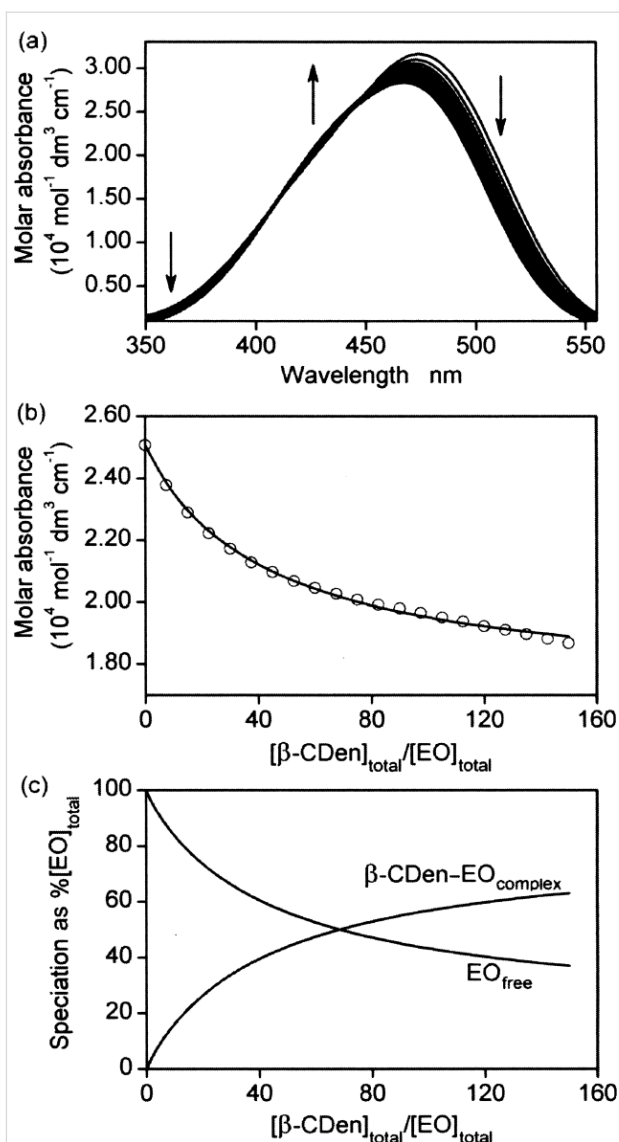 (a)
Molar absorbance
(10⁴ mol⁻¹ dm³ cm⁻¹)
3.00
2.50
2.00
1.50
1.00
0.50
350
400
450
500
550
Wavelength nm
(b)
Molar absorbance
(10⁴ mol⁻¹ dm³ cm⁻¹)
2.60
2.40
2.20
2.00
1.80
0
40
80
120
160
[β-CDen]total/[EO]total
(c)
Speciation as %[EO]total
100
80
60
40
20
0
β-CDen–EOcomplex
EOfree
0
40
80
120
160
[β-CDen]total/[EO]total